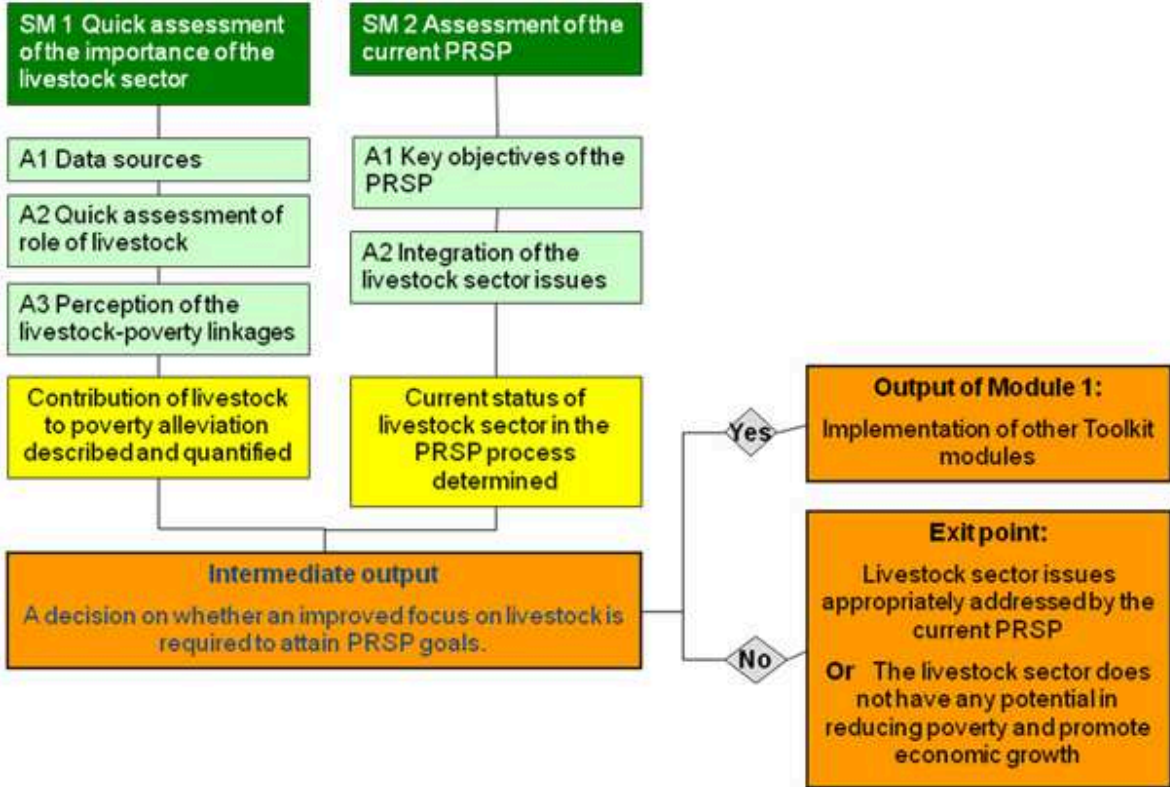 SM 1 Quick assessment
of the importance of the
livestock sector
A1 Data sources
A2 Quick assessment of
role of livestock
A3 Perception of the
livestock-poverty linkages
Contribution of livestock
to poverty alleviation
described and quantified
SM 2 Assessment of the
current PRSP
A1 Key objectives of the
PRSP
A2 Integration of the
livestock sector issues
Current status of
livestock sector in the
PRSP process
determined
Intermediate output
A decision on whether an improved focus on livestock is
required to attain PRSP goals.
Yes
Output of Module 1:
Implementation of other Toolkit
modules
No
Exit point:
Livestock sector issues
appropriately addressed by the
current PRSP
Or The livestock sector does
not have any potential in
reducing poverty and promote
economic growth